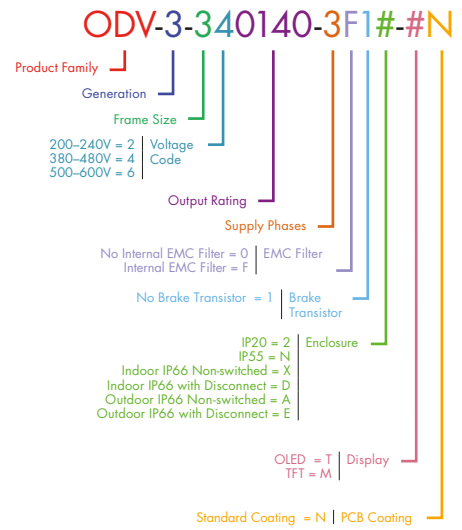 ODV-3-340140-3F1#-#N
Product Family
Generation
Frame Size
200–240V = 2 | Voltage
380–480V = 4 | Code
500–600V = 6
Output Rating
Supply Phases
No Internal EMC Filter = 0 | EMC Filter
Internal EMC Filter = F
No Brake Transistor = 1 | Brake
Transistor
IP20 = 2 | Enclosure
IP55 = N
Indoor IP66 Non-switched = X
Indoor IP66 with Disconnect = D
Outdoor IP66 Non-switched = A
Outdoor IP66 with Disconnect = E
OLED = T | Display
TFT = M
Standard Coating = N | PCB Coating